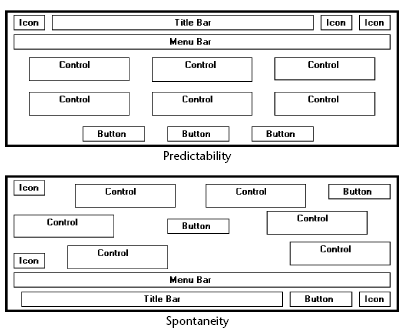 Icon Title Bar Icon Icon
Menu Bar
Control Control Control
Control Control Control
Button Button Button
Predictability
Icon Control Control Button
Control Button Control
Icon Control Control
Menu Bar
Title Bar Button Icon
Spontaneity